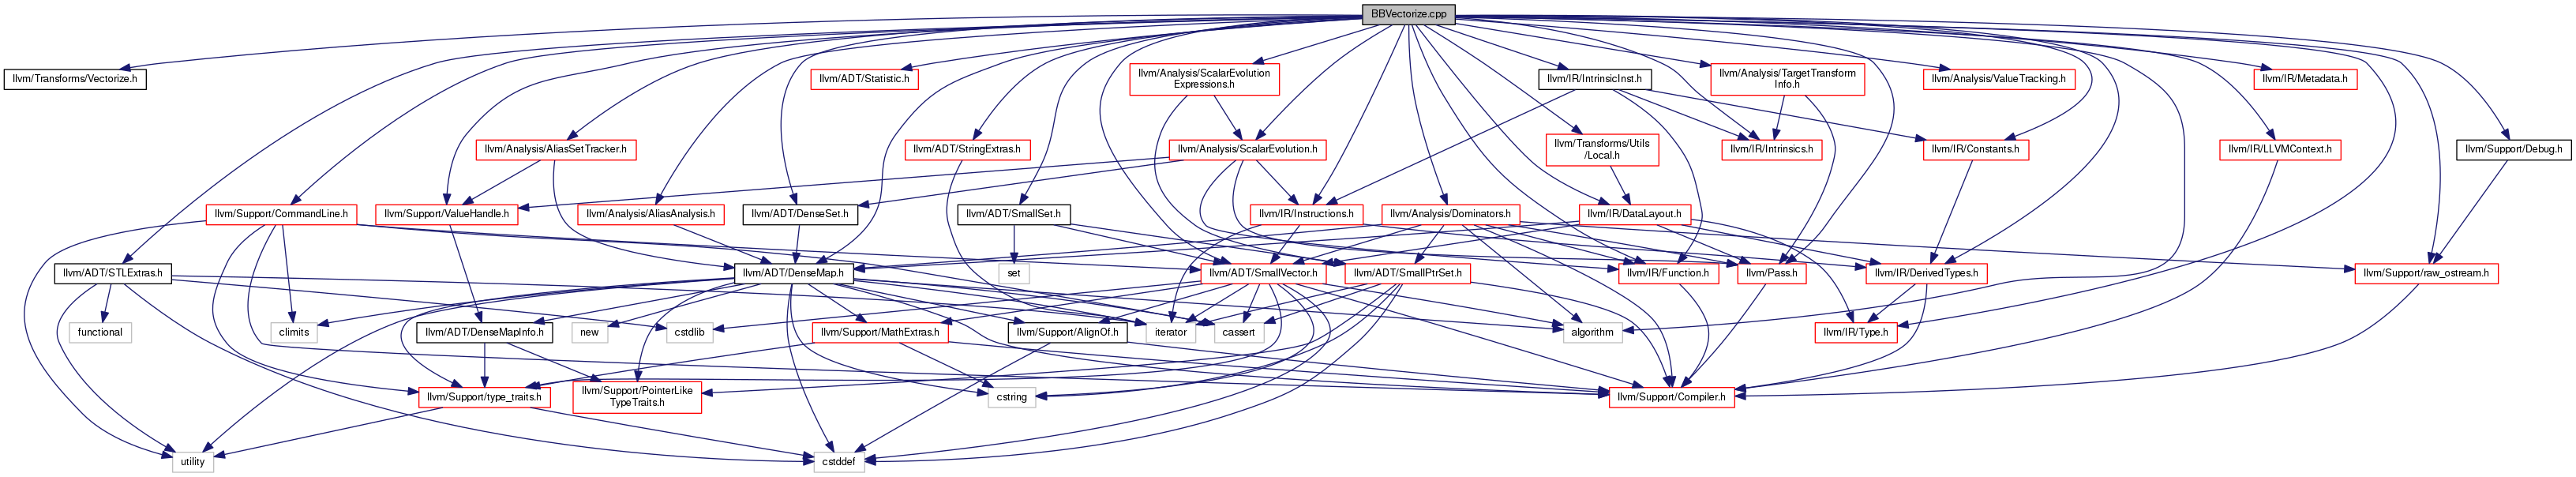 BBVectorize.cpp
llvm/Transforms/Vectorize.h
llvm/ADT/Statistic.h
llvm/Analysis/ScalarEvolution
Expressions.h
llvm/IR/IntrinsicInst.h
llvm/Analysis/TargetTransform
Info.h
llvm/Analysis/ValueTracking.h
llvm/IR/Metadata.h
llvm/Analysis/AliasSetTracker.h
llvm/ADT/StringExtras.h
llvm/Analysis/ScalarEvolution.h
llvm/Transforms/Utils
/Local.h
llvm/IR/Intrinsics.h
llvm/IR/Constants.h
llvm/IR/LLVMContext.h
llvm/Support/Debug.h
llvm/Support/CommandLine.h
llvm/Support/ValueHandle.h
llvm/Analysis/AliasAnalysis.h
llvm/ADT/DenseSet.h
llvm/ADT/SmallSet.h
llvm/IR/Instructions.h
llvm/Analysis/Dominators.h
llvm/IR/DataLayout.h
llvm/ADT/STLExtras.h
llvm/ADT/DenseMap.h
set
llvm/ADT/SmallVector.h
llvm/ADT/SmallPtrSet.h
llvm/IR/Function.h
llvm/Pass.h
llvm/IR/DerivedTypes.h
llvm/Support/raw_ostream.h
functional
climits
llvm/ADT/DenseMapInfo.h
new
cstdlib
llvm/Support/MathExtras.h
llvm/Support/AlignOf.h
iterator
cassert
algorithm
llvm/IR/Type.h
llvm/Support/type_traits.h
llvm/Support/PointerLike
TypeTraits.h
cstring
llvm/Support/Compiler.h
utility
cstddef